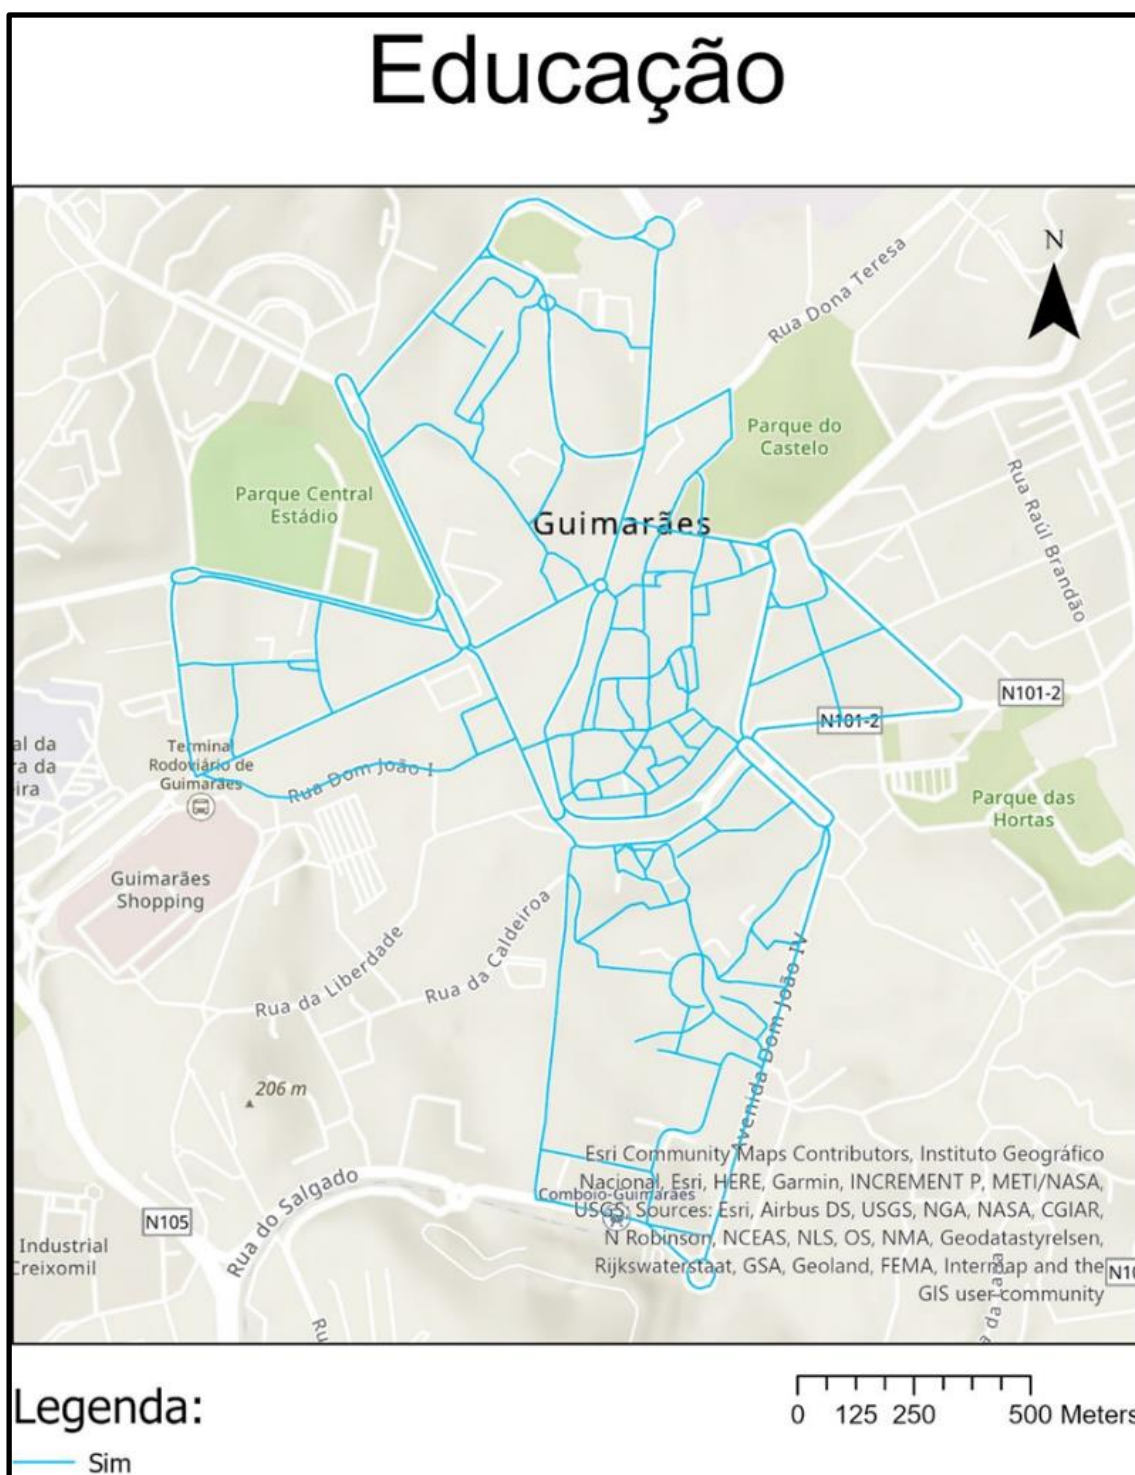 Educação
N
Rua Dona Teresa
Parque do
Castelo
Rua Raúl Brandão
Parque Central
Estádio
Guimarães
N101-2
N101-2
al da
ra da
eira
Terminal
Rodoviário de
Guimarães
Rua Dom João I
Parque das
Hortas
Guimarães
Shopping
Rua da Liberdade
Rua da Caldeiroa
Avenida Dom João IV
206 m
Esri Community Maps Contributors, Instituto Geográfico
Nacional, Esri, HERE, Garmin, INCREMENT P, METI/NASA,
USGS; Sources: Esri, Airbus DS, USGS, NGA, NASA, CGIAR,
N Robinson, NCEAS, NLS, OS, NMA, Geodatastyrelsen,
Rijkswaterstaat, GSA, Geoland, FEMA, Intermap and the
GIS user community
Comboio-Guimarães
N105
Rua do Salgado
Industrial
Creixomil
N10
Ru
a da
Legenda:
0 125 250 500 Meters
Sim